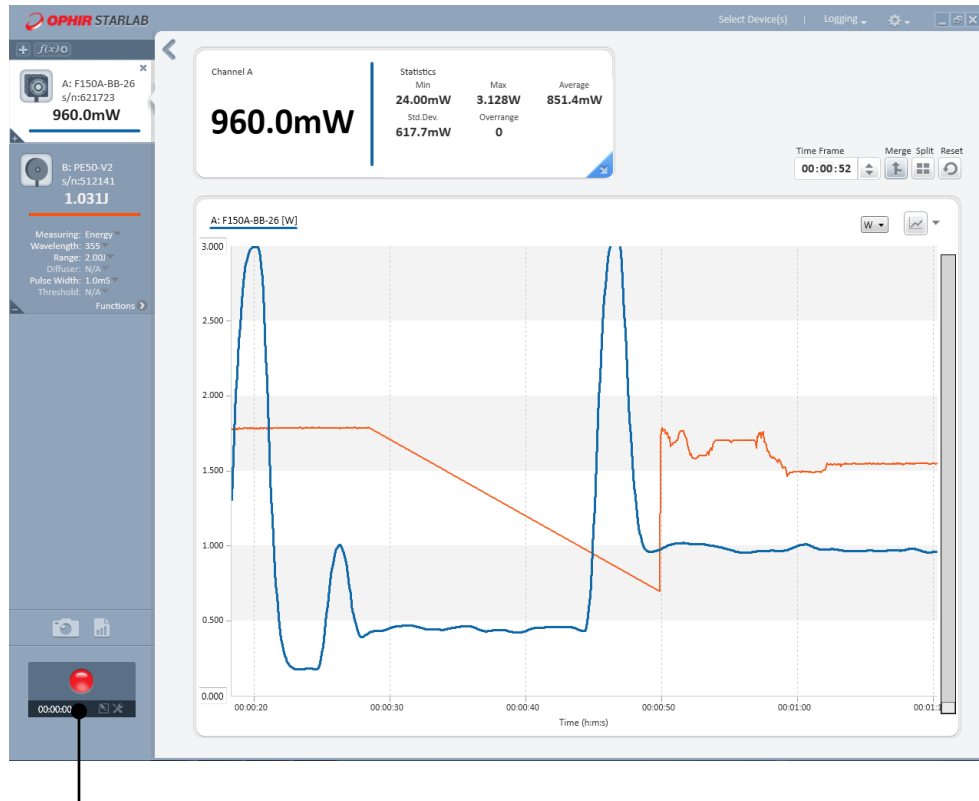 OPHIR STARLAB
Select Device(s) | Logging
f(x)
A: F150A-BB-26
s/n:621723
960.0mW
B: PE50-V2
s/n:512141
1.031J
Measuring: Energy
Wavelength: 355
Range: 2.00J
Diffuser: N/A
Pulse Width: 1.0mS
Threshold: N/A
Functions
00:00:00
Channel A
960.0mW
Statistics
Min Max Average
24.00mW 3.128W 851.4mW
Std.Dev. Overrange
617.7mW 0
Time Frame Merge Split Reset
00:00:52
A: F150A-BB-26 [W]
W
3.000
2.500
2.000
1.500
1.000
0.500
0.000
00:00:20 00:00:30 00:00:40 00:00:50 00:01:00
Time (h:m:s)